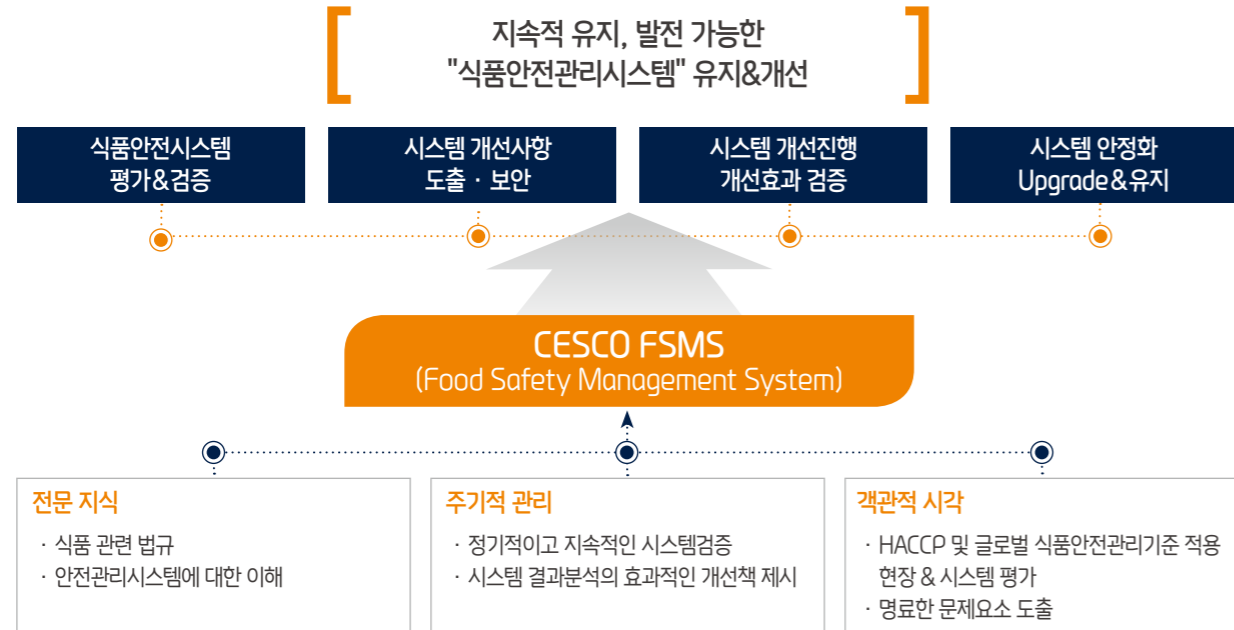 지속적 유지, 발전 가능한
"식품안전관리시스템" 유지&개선
식품안전시스템
평가&검증
시스템 개선사항
도출 · 보안
시스템 개선진행
개선효과 검증
시스템 안정화
Upgrade&유지
CESCO FSMS
(Food Safety Management System)
전문 지식
· 식품 관련 법규
· 안전관리시스템에 대한 이해
주기적 관리
· 정기적이고 지속적인 시스템검증
· 시스템 결과분석의 효과적인 개선책 제시
객관적 시각
· HACCP 및 글로벌 식품안전관리기준 적용
현장 & 시스템 평가
· 명료한 문제요소 도출